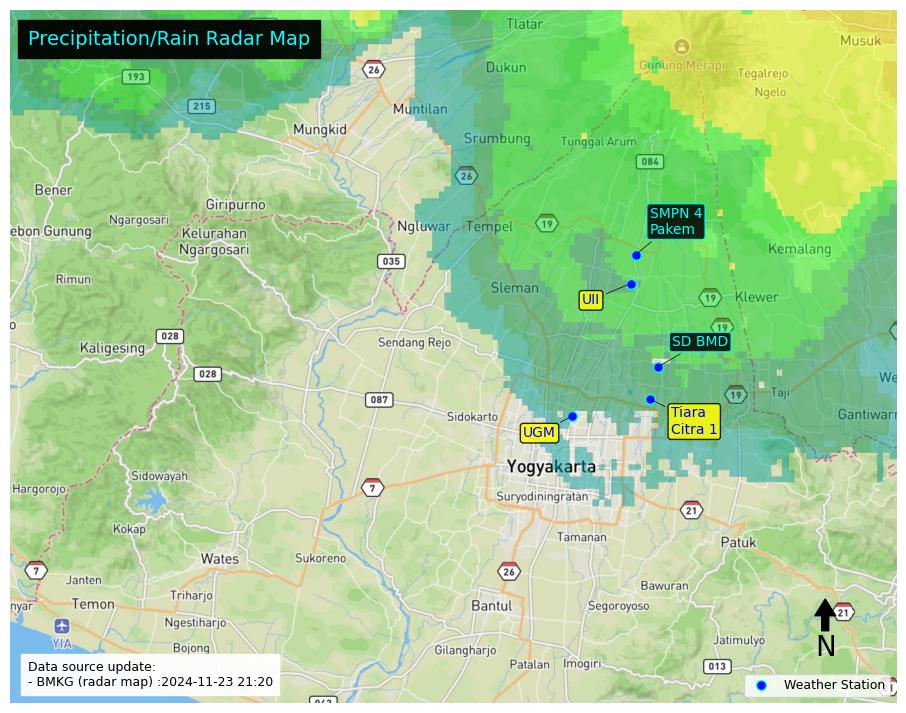 Precipitation/Rain Radar Map
Tlatar
Musuk
Gunung Merapi
26
Dukun
Tegalrejo
193
Ngelo
215
Muntilan
Mungkid
Srumbung
Tunggal Arum
084
26
Bener
Giripurno
Ngargosari
SMPN 4
Pakem
ebon Gunung
Kelurahan
Ngargosari
Ngluwar
Tempel
19
Kemalang
035
Rimun
Sleman
UII
19
Klewer
19
028
Kaligesing
Sendang Rejo
SD BMD
028
We
087
19
Taji
Sidokarto
Tiara
Citra 1
Gantiwarn
UGM
Yogyakarta
Sidowayah
Hargorojo
7
Suryodiningratan
21
Kokap
Tamanan
Patuk
Wates
Sukoreno
7
Janten
26
Bawuran
Triharjo
nyar
Temon
Bantul
Segoroyoso
21
Ngestiharjo
YIA
Jatimulyo
N
Bojong
Gilangharjo
Patalan
Imogiri
013
Data source update:
- BMKG (radar map) :2024-11-23 21:20
Weather Station